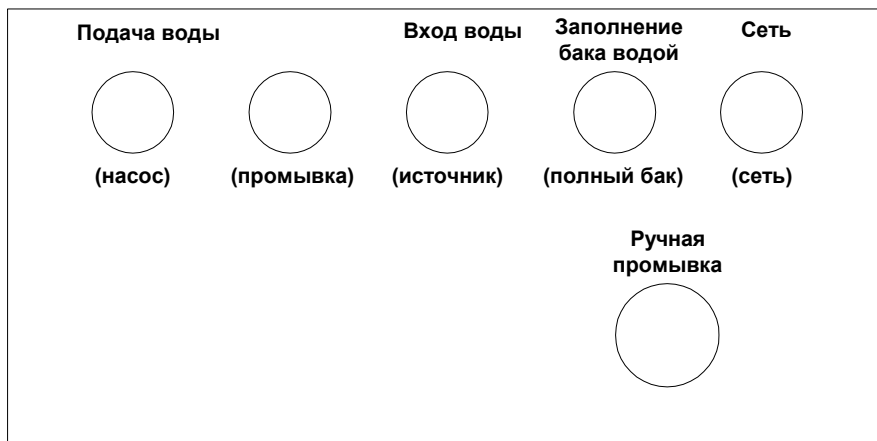 Подача воды
Вход воды
Заполнение
бака водой
Сеть
(насос)
(промывка)
(источник)
(полный бак)
(сеть)
Ручная
промывка